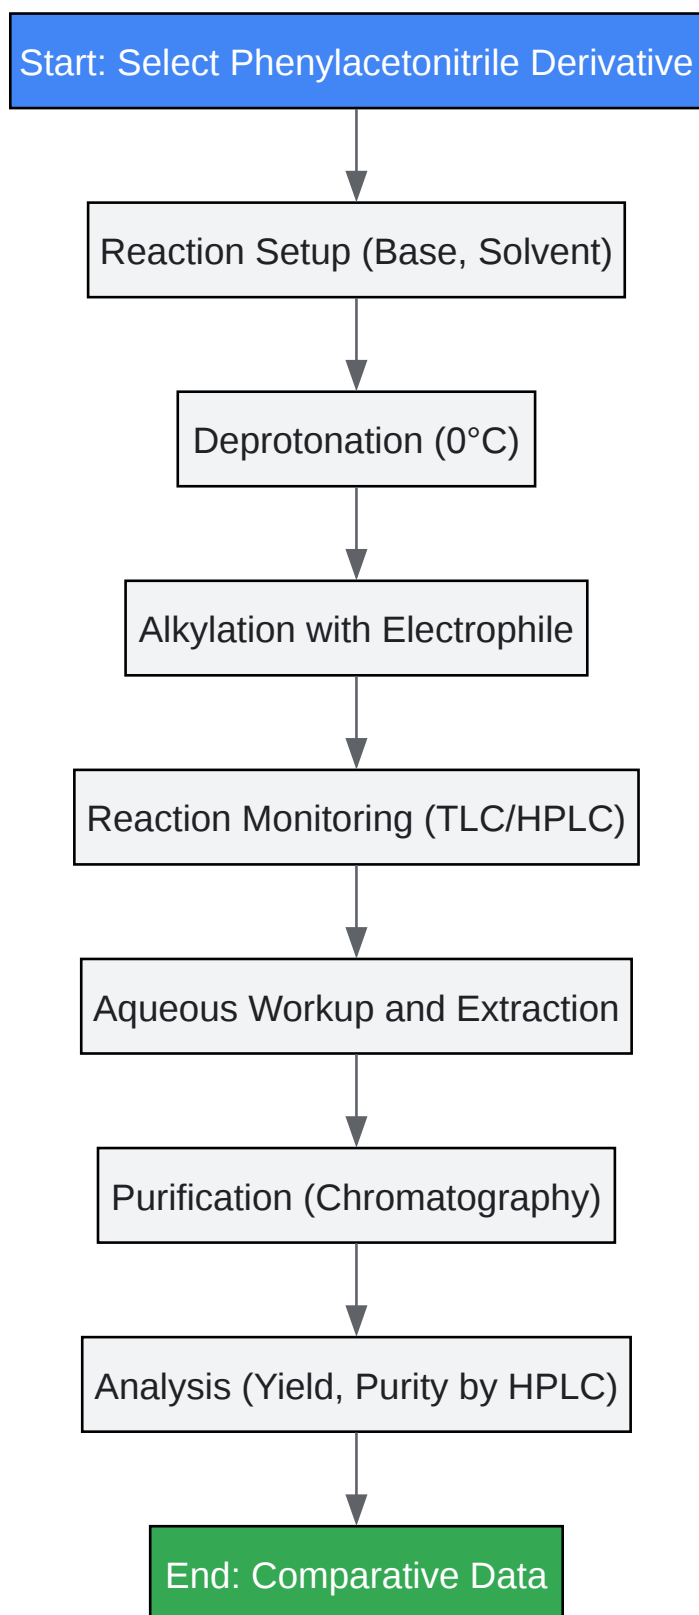 Start: Select Phenylacetonitrile Derivative
Reaction Setup (Base, Solvent)
Deprotonation (0°C)
Alkylation with Electrophile
Reaction Monitoring (TLC/HPLC)
Aqueous Workup and Extraction
Purification (Chromatography)
Analysis (Yield, Purity by HPLC)
End: Comparative Data